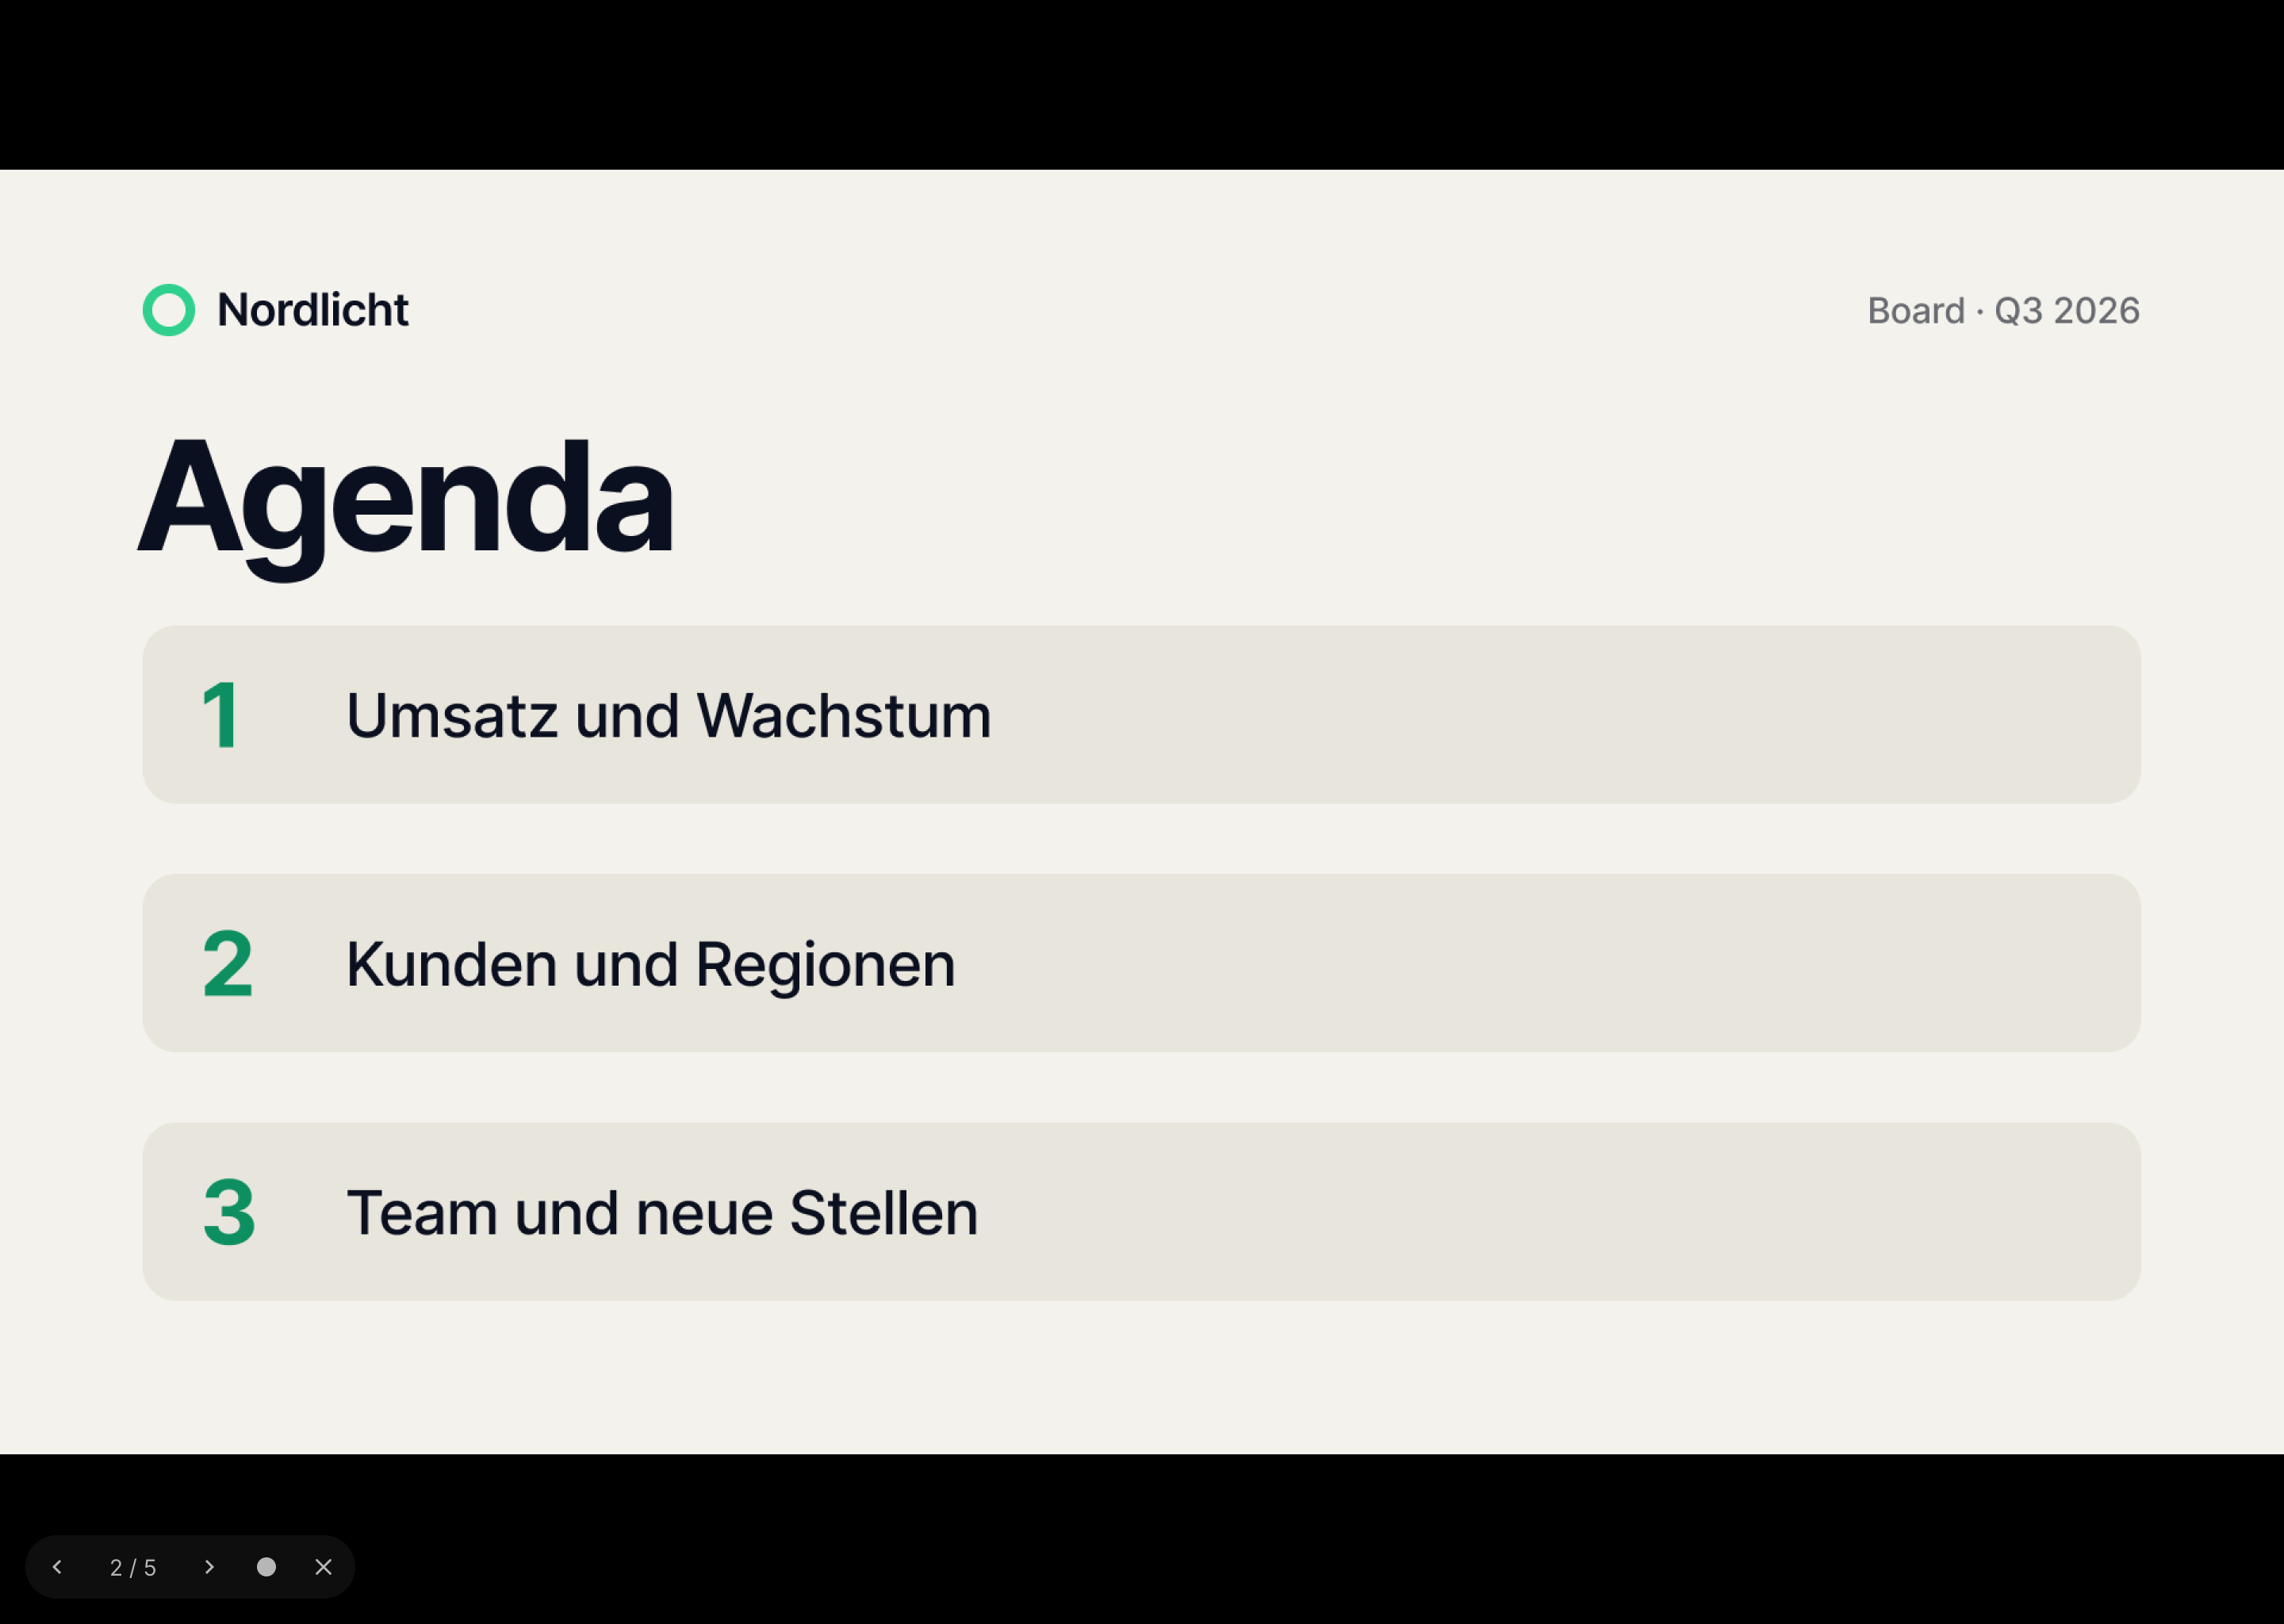 Nordlicht
Board · Q3 2026
Agenda
1 Umsatz und Wachstum
2 Kunden und Regionen
3 Team und neue Stellen
2 / 5